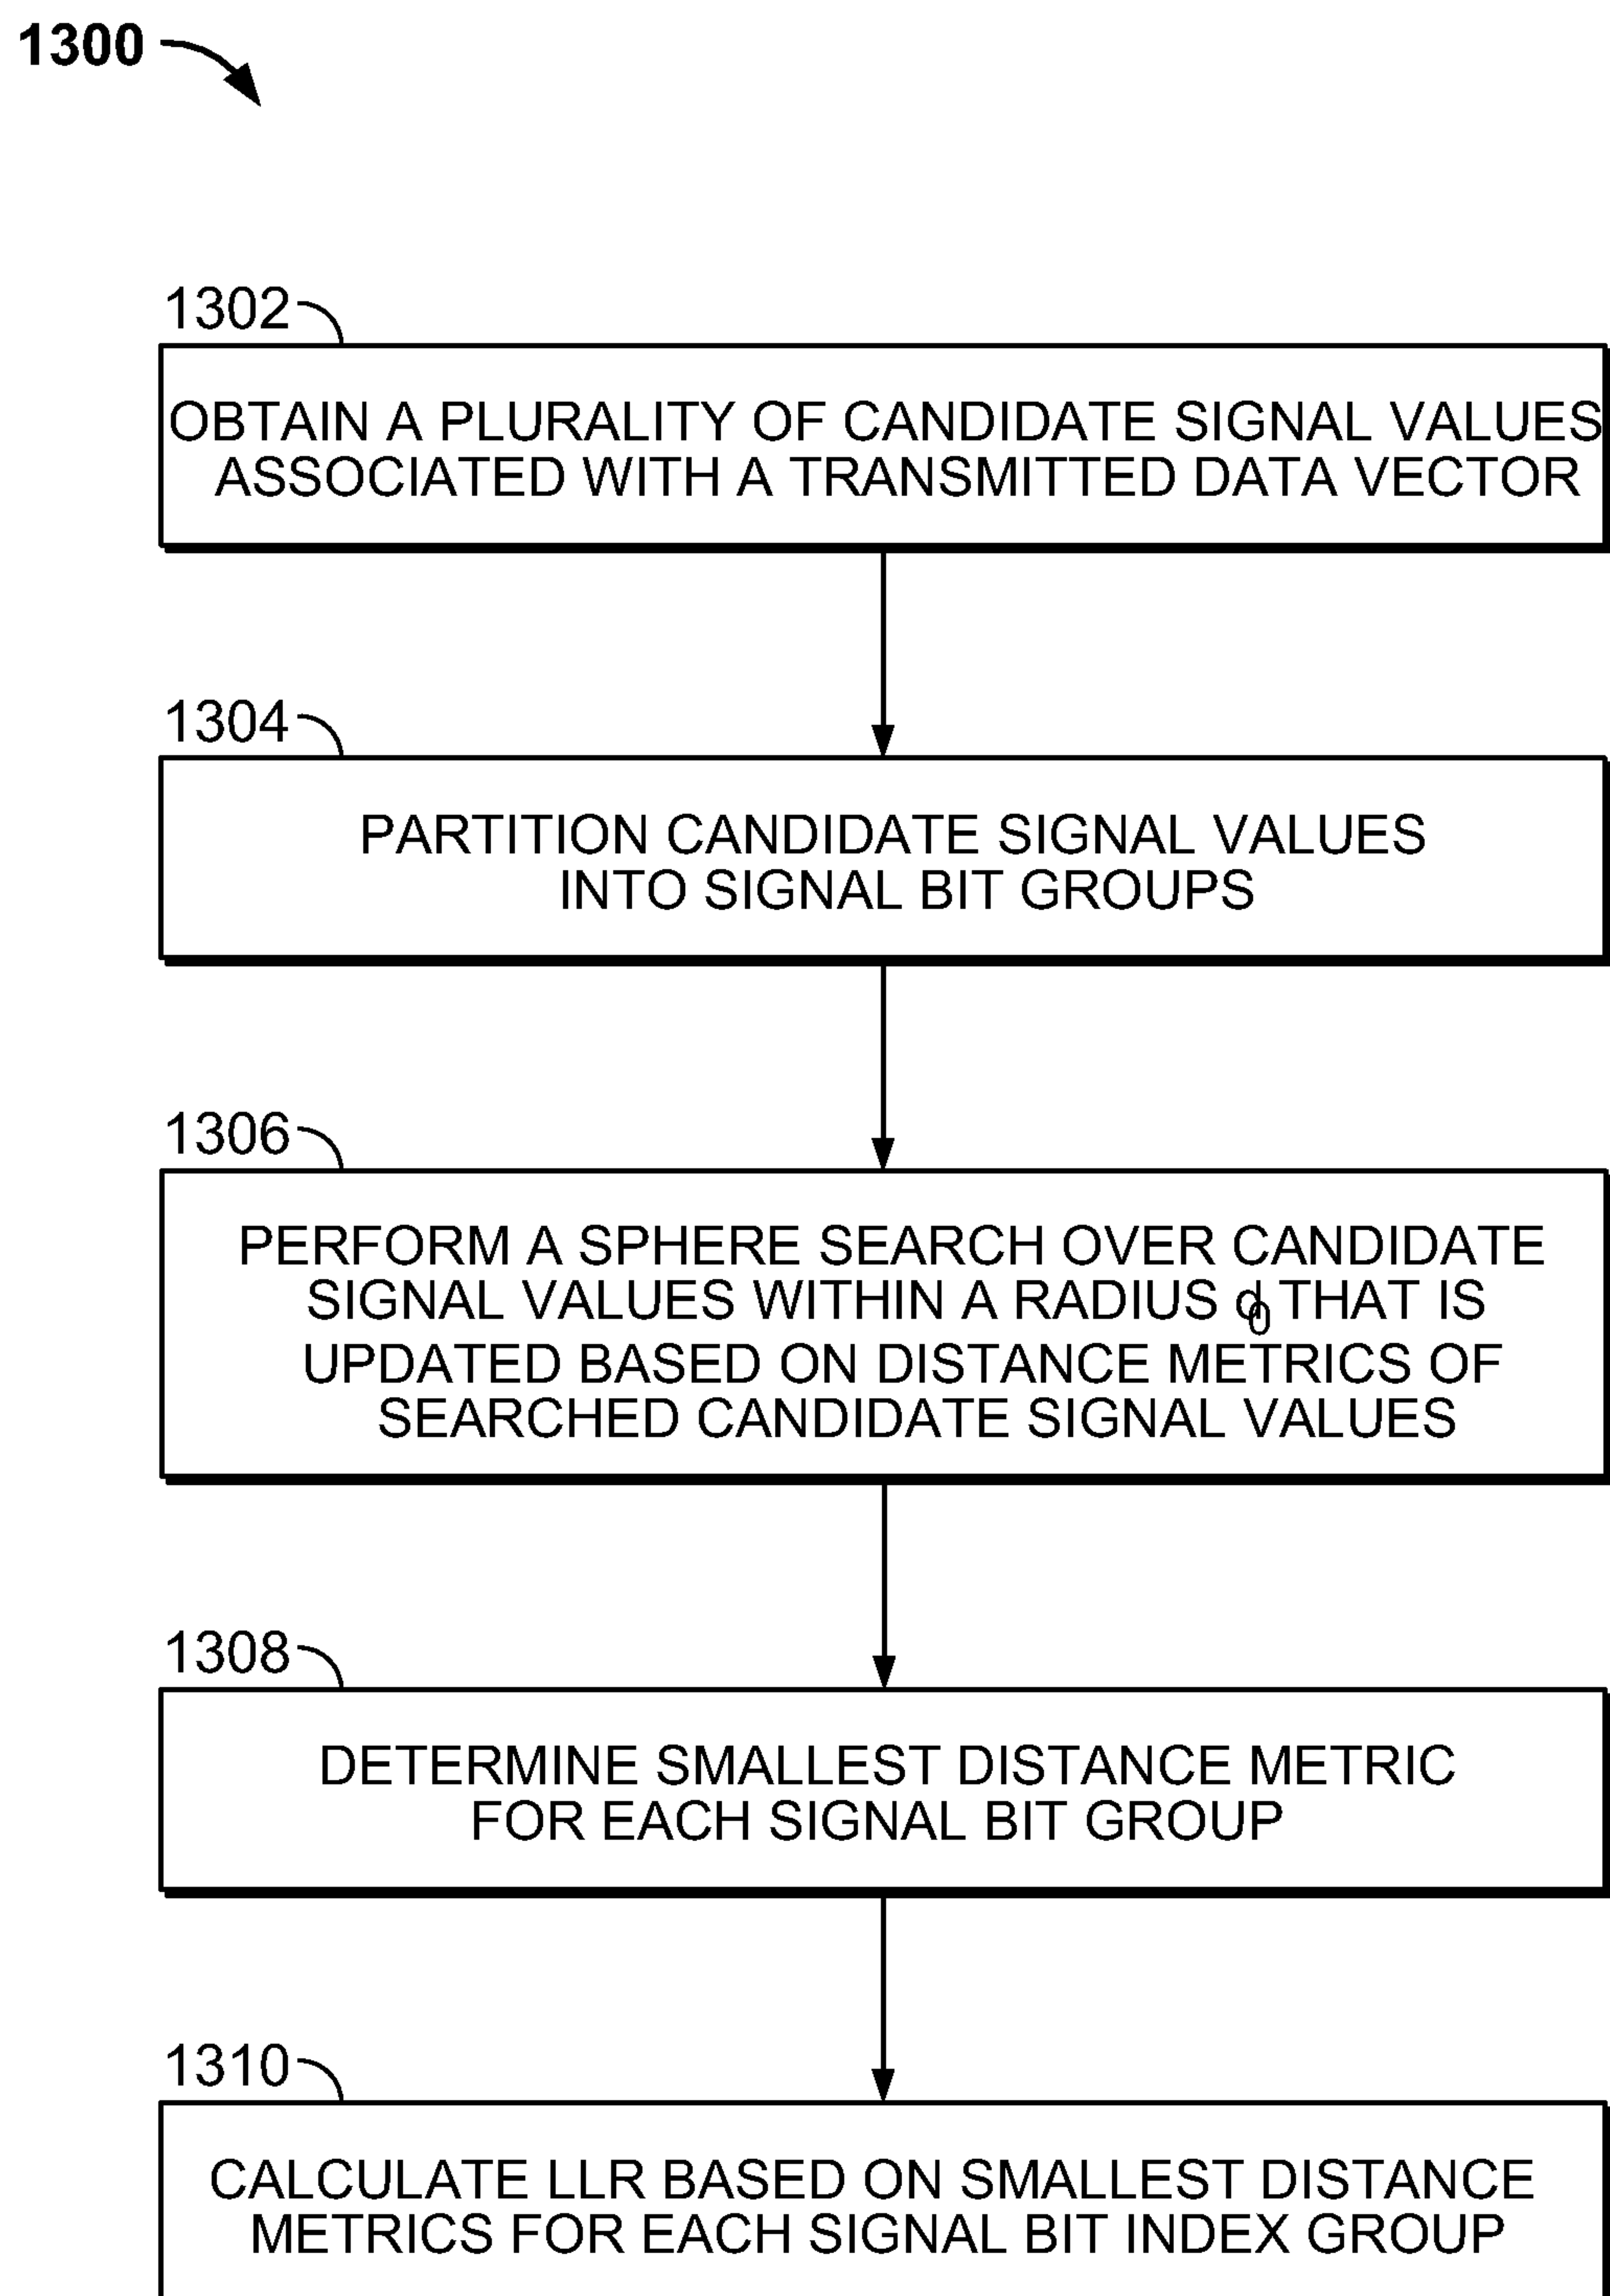 1300
1302
OBTAIN A PLURALITY OF CANDIDATE SIGNAL VALUES
ASSOCIATED WITH A TRANSMITTED DATA VECTOR
1304
PARTITION CANDIDATE SIGNAL VALUES
INTO SIGNAL BIT GROUPS
1306
PERFORM A SPHERE SEARCH OVER CANDIDATE
SIGNAL VALUES WITHIN A RADIUS d0 THAT IS
UPDATED BASED ON DISTANCE METRICS OF
SEARCHED CANDIDATE SIGNAL VALUES
1308
DETERMINE SMALLEST DISTANCE METRIC
FOR EACH SIGNAL BIT GROUP
1310
CALCULATE LLR BASED ON SMALLEST DISTANCE
METRICS FOR EACH SIGNAL BIT INDEX GROUP